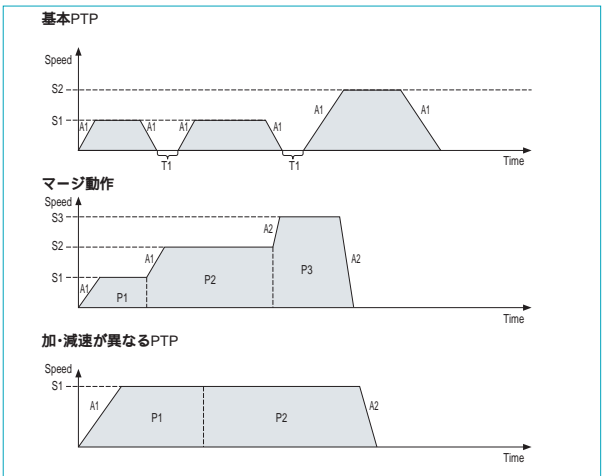 基本PTP
Speed
S2
S1
A1 A1 A1 A1 A1 A1
T1 T1
Time
マージ動作
Speed
S3
S2
S1
A1 A1 A2 A2
P1 P2 P3
Time
加・減速が異なるPTP
Speed
S1
A1 P1 P2 A2
Time